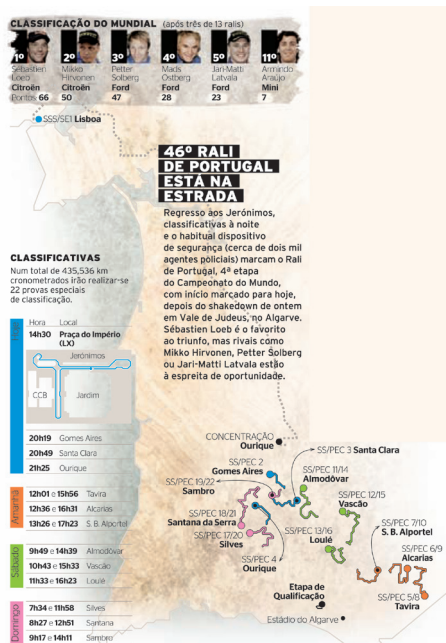 CLASSIFICAÇÃO DO MUNDIAL (após três de 13 ralis)
1º 2º 3º 4º 5º 11º
Sébastien Mikko Petter Mads Jari-Matti Armindo
Loeb Hirvonen Solberg Ostberg Latvala Araújo
Citroën Citroën Ford Ford Ford Mini
Pontos 66 50 47 28 23 7
SS5/SE1 Lisboa
46º RALI
DE PORTUGAL
ESTÁ NA
ESTRADA
Regresso aos Jerónimos,
classificativas à noite
e o habitual dispositivo
de segurança (cerca de dois mil
agentes policiais) marcam o Rali
de Portugal, 4ª etapa
do Campeonato do Mundo,
com início marcado para hoje,
depois do shakedown de ontem
em Vale de Judeus, no Algarve.
Sébastien Loeb é o favorito
ao triunfo, mas rivais como
Mikko Hirvonen, Petter Solberg
ou Jari-Matti Latvala estão
à espreita de oportunidade.
CLASSIFICATIVAS
Num total de 435,536 km
cronometrados irão realizar-se
22 provas especiais
de classificação.
Hoje
Hora Local
14h30 Praça do Império
(LX)
Jerónimos
CCB Jardim
20h19 Gomes Aires
20h49 Santa Clara
21h25 Ourique
Amanhã
12h01 e 15h56 Tavira
12h36 e 16h31 Alcarias
13h26 e 17h23 S. B. Alportel
Sábado
9h49 e 14h39 Almodôvar
10h43 e 15h33 Vascão
11h33 e 16h23 Loulé
Domingo
7h34 e 11h58 Silves
8h27 e 12h51 Santana
9h17 e 14h11 Sambro
CONCENTRAÇÃO
Ourique
SS/PEC 3 Santa Clara
SS/PEC 2
Gomes Aires
SS/PEC 11/14
Almodôvar
SS/PEC 19/22
Sambro
SS/PEC 12/15
Vascão
SS/PEC 18/21
Santana da Serra
SS/PEC 7/10
S. B. Alportel
SS/PEC 17/20
Silves
SS/PEC 13/16
Loulé
SS/PEC 6/9
Alcarias
SS/PEC 4
Ourique
Etapa de
Qualificação
SS/PEC 5/8
Tavira
Estádio do Algarve